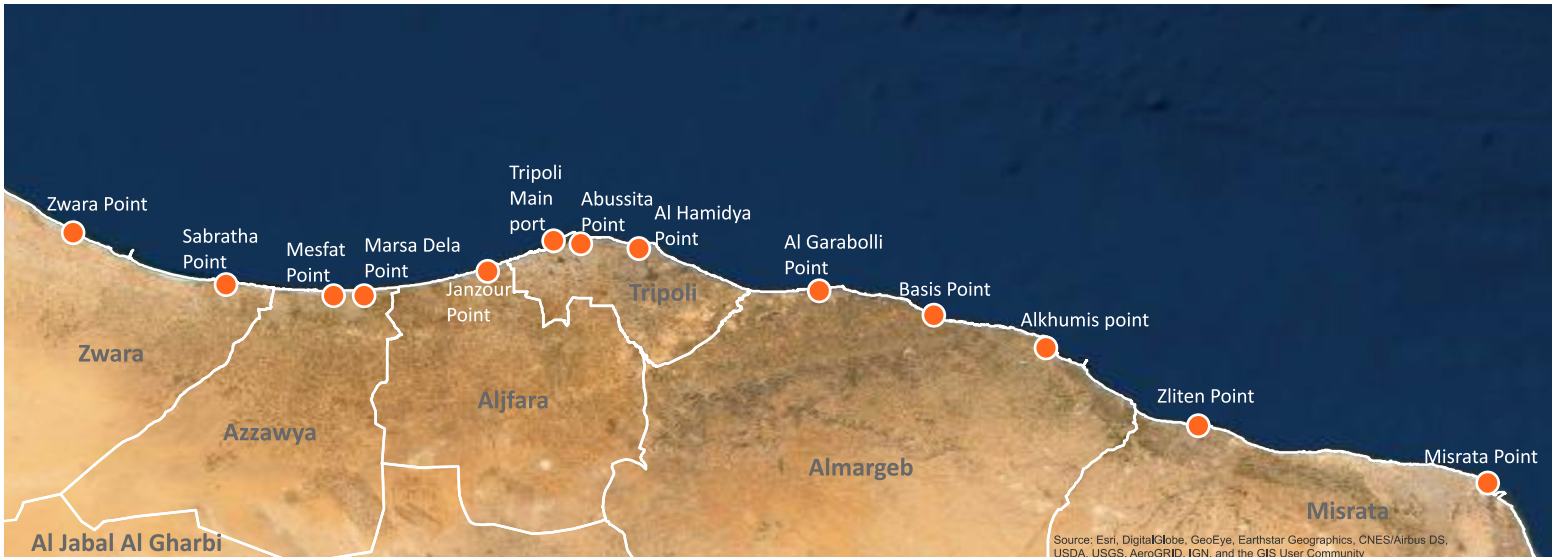 Tripoli
Main
port
Abussita
Point
Al Hamidya
Point
Zwara Point
Sabratha
Point
Mesfat
Point
Marsa Dela
Point
Janzour
Point
Al Garabolli
Point
Basis Point
Alkhumis point
Zliten Point
Misrata Point
Tripoli
Zwara
Azzawya
Aljfara
Almargeb
Misrata
Al Jabal Al Gharbi
Source: Esri, DigitalGlobe, GeoEye, Earthstar Geographics, CNES/Airbus DS,
USDA, USGS, AeroGRID, IGN, and the GIS User Community